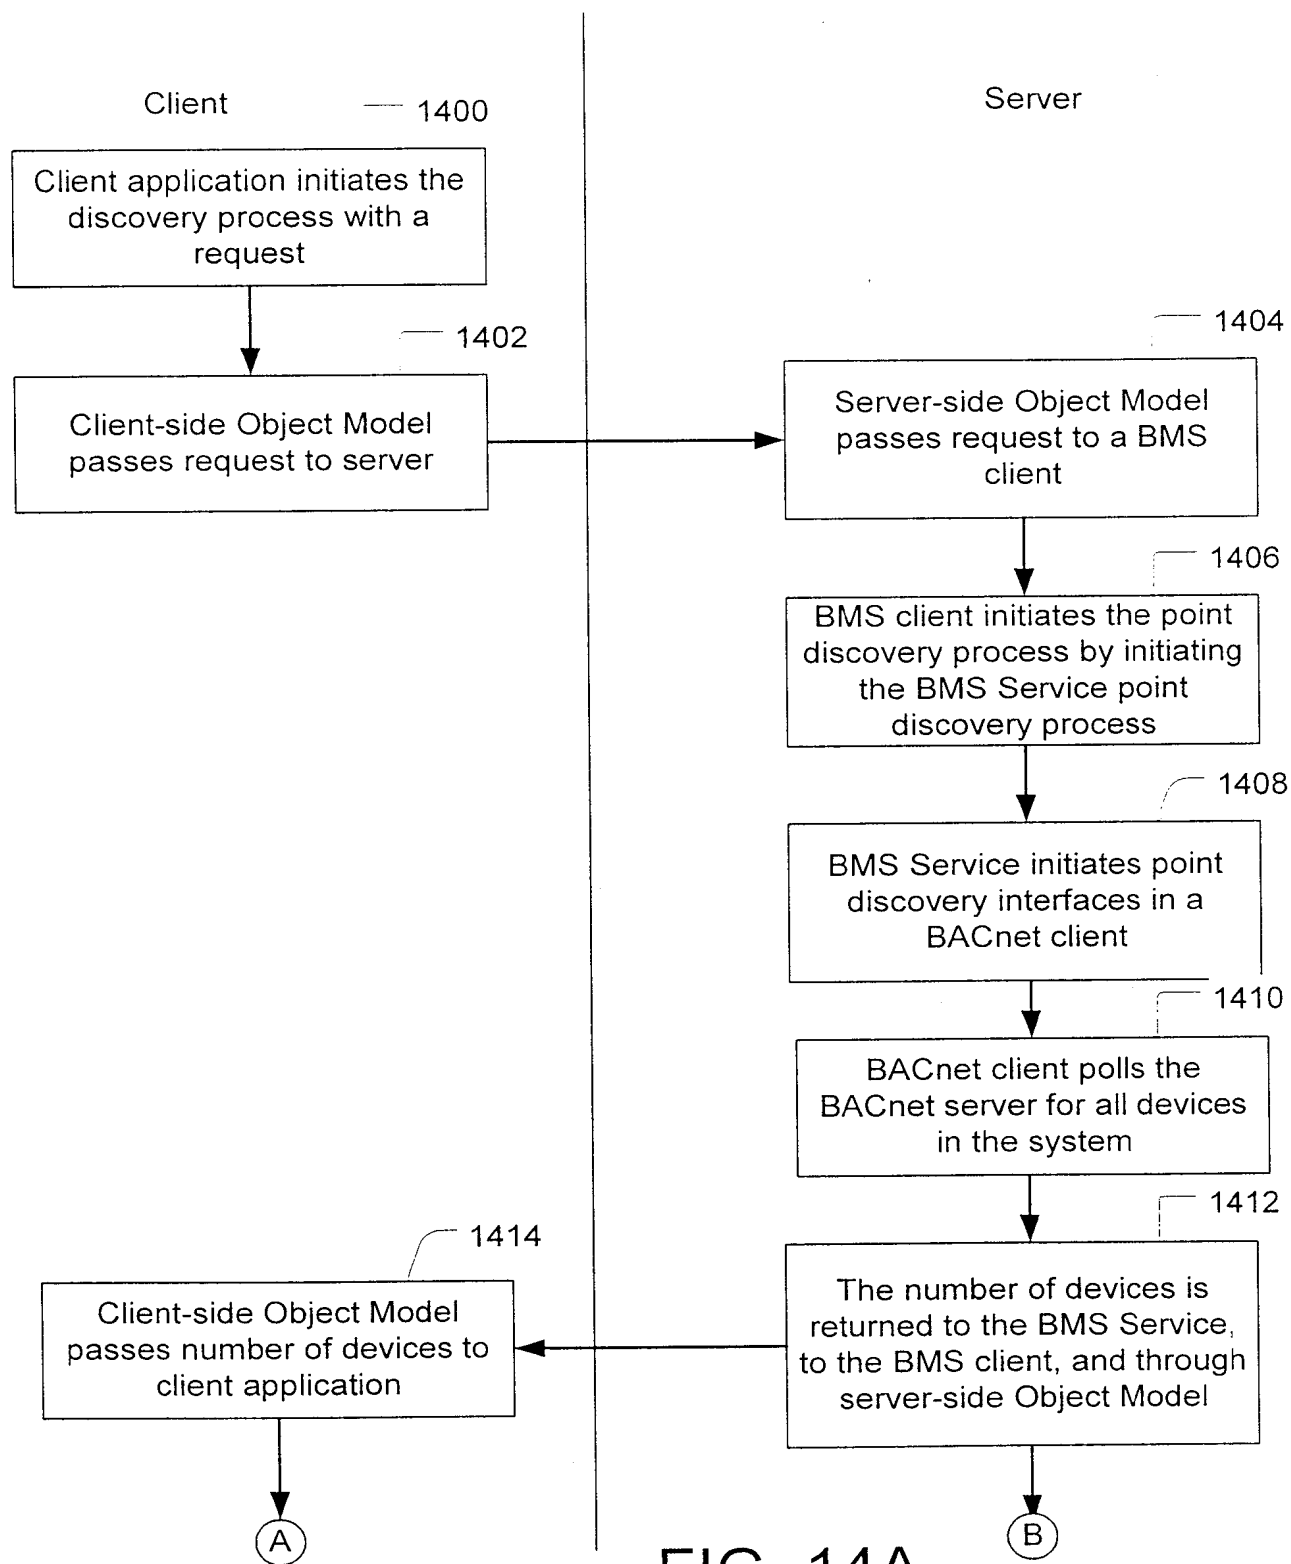 Client
1400
Server
Client application initiates the
discovery process with a
request
1402
Client-side Object Model
passes request to server
1404
Server-side Object Model
passes request to a BMS
client
1406
BMS client initiates the point
discovery process by initiating
the BMS Service point
discovery process
1408
BMS Service initiates point
discovery interfaces in a
BACnet client
1410
BACnet client polls the
BACnet server for all devices
in the system
1412
The number of devices is
returned to the BMS Service,
to the BMS client, and through
server-side Object Model
1414
Client-side Object Model
passes number of devices to
client application
A
B
FIG. 14A